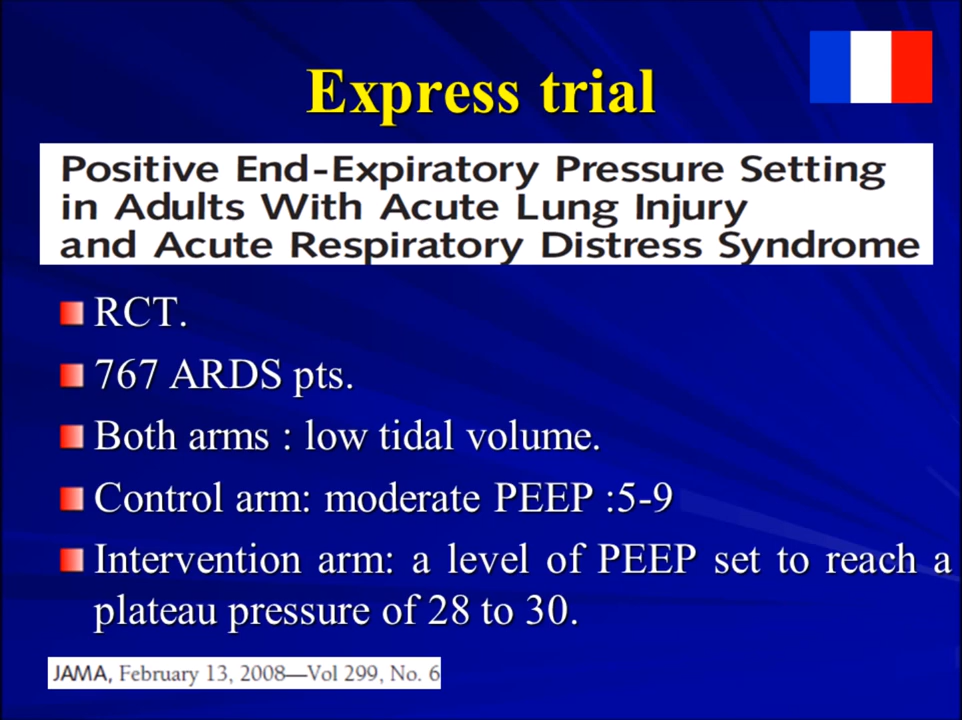 Express trial
Positive End-Expiratory Pressure Setting
in Adults With Acute Lung Injury
and Acute Respiratory Distress Syndrome
RCT.
767 ARDS pts.
Both arms : low tidal volume.
Control arm: moderate PEEP :5-9
Intervention arm: a level of PEEP set to reach a
plateau pressure of 28 to 30.
JAMA, February 13, 2008—Vol 299, No. 6